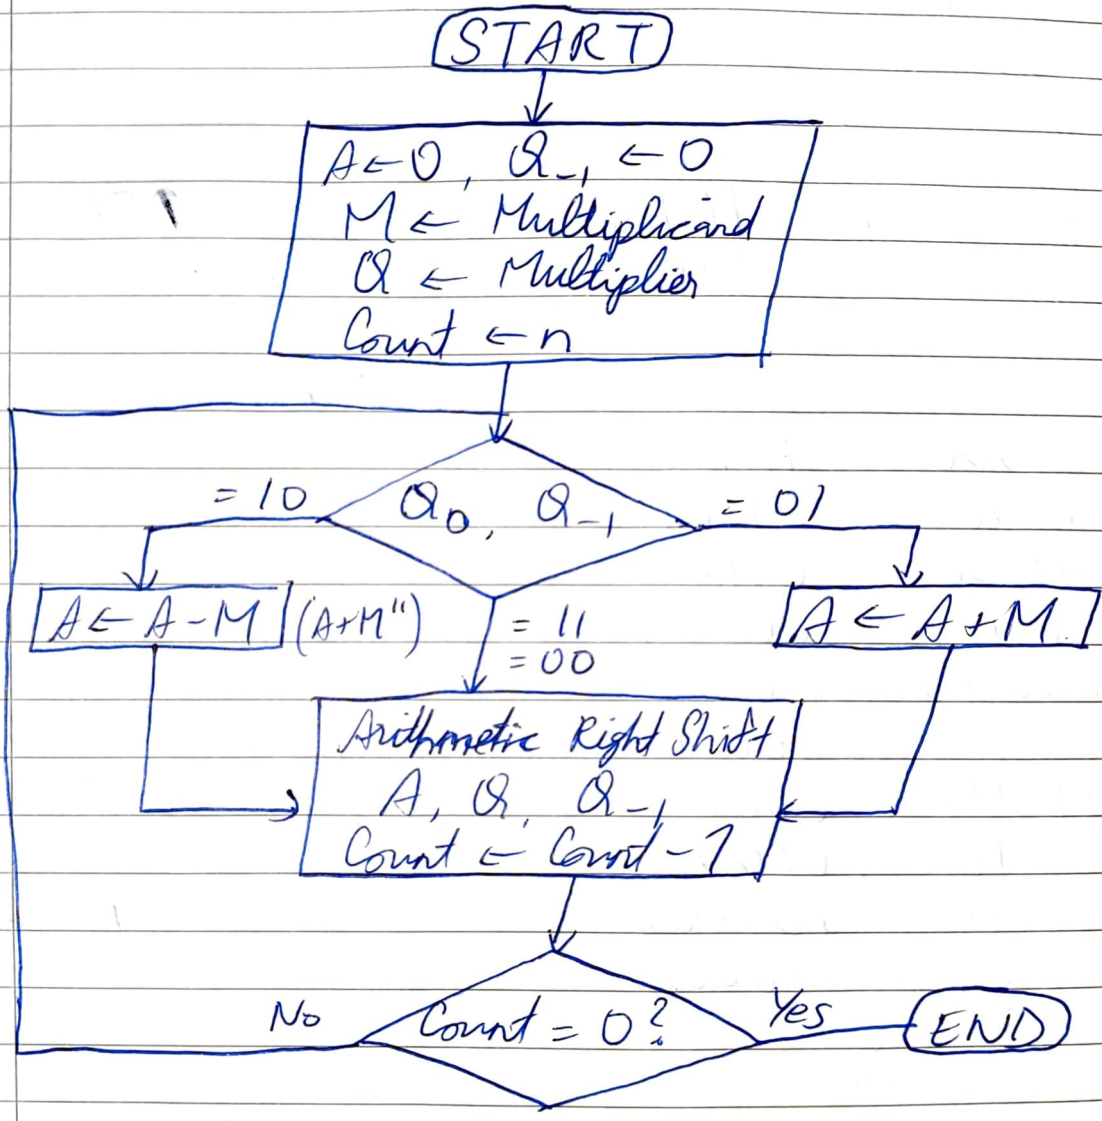 START
A←0, Q₋₁ ←0
M ← Multiplicand
Q ← Multiplier
Count ← n
= 10
Q₀, Q₋₁
= 01
A ← A - M (A+M")
= 11
= 00
A ← A + M
Arithmetic Right Shift
A, Q, Q₋₁
Count ← Count - 1
No
Count = 0?
Yes
END